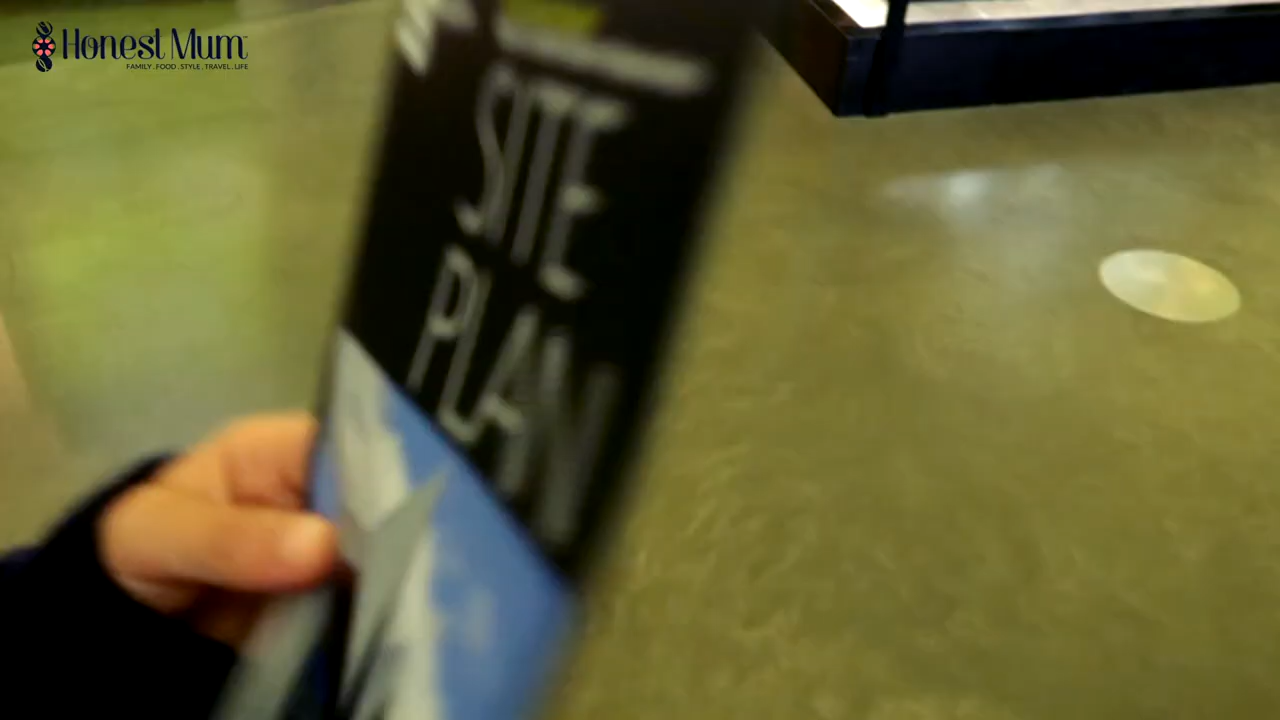 Honest Mum
FAMILY . FOOD . STYLE . TRAVEL . LIFE
SITE
PLAN